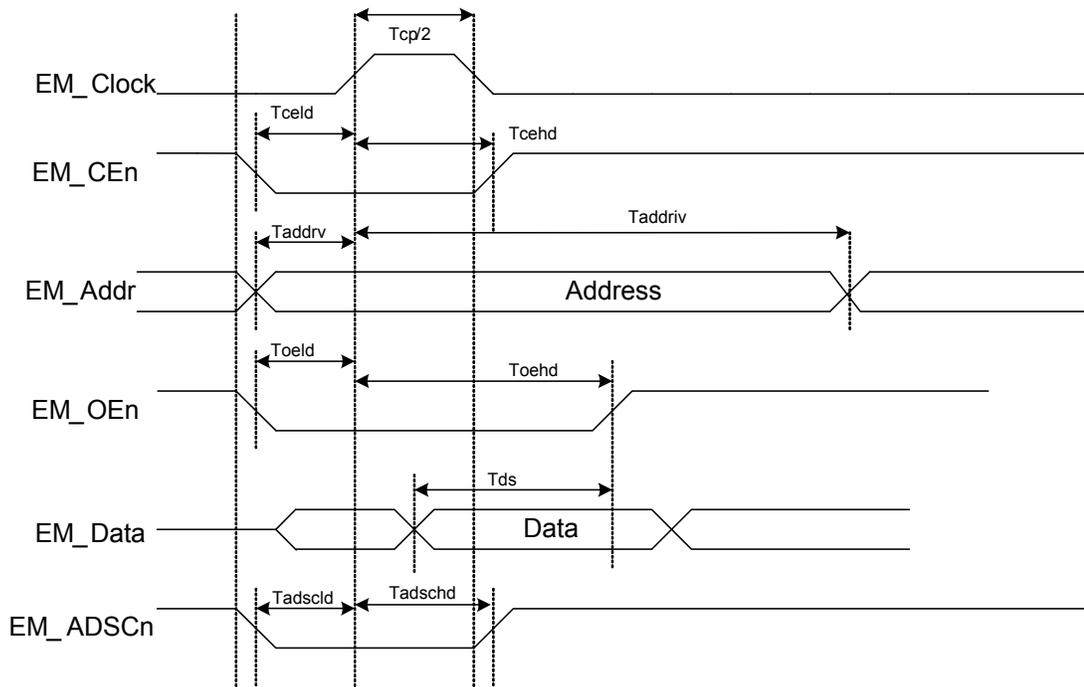 Tcp/2
EM_Clock
Tceld
Tcehd
EM_CEn
Taddrv
Taddriv
EM_Addr
Address
Toeld
Toehd
EM_OEn
Tds
EM_Data
Data
Tadscld
Tadschd
EM_ADSCn